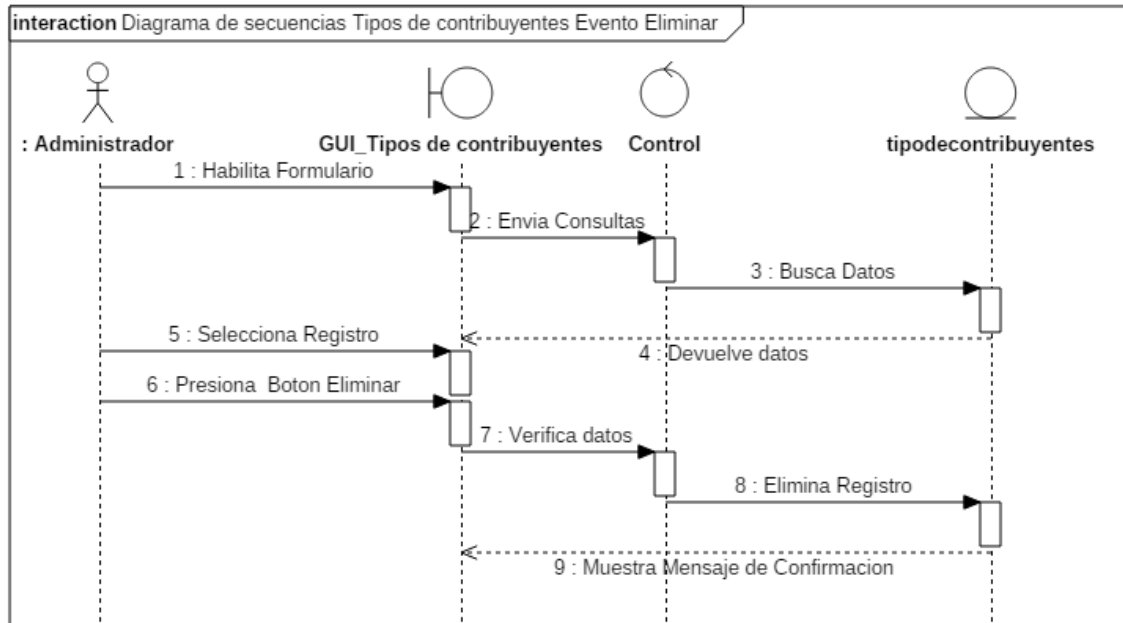 interaction Diagrama de secuencias Tipos de contribuyentes Evento Eliminar
: Administrador
GUI_Tipos de contribuyentes
Control
tipodecontribuyentes
1 : Habilita Formulario
2 : Envia Consultas
3 : Busca Datos
5 : Selecciona Registro
4 : Devuelve datos
6 : Presiona  Boton Eliminar
7 : Verifica datos
8 : Elimina Registro
9 : Muestra Mensaje de Confirmacion